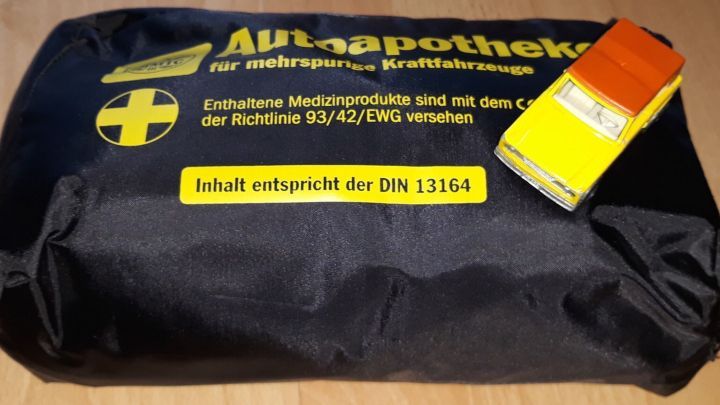 Autoapotheke
für mehrspurige Kraftfahrzeuge
Enthaltene Medizinprodukte sind mit dem CE
der Richtlinie 93/42/EWG versehen
Inhalt entspricht der DIN 13164